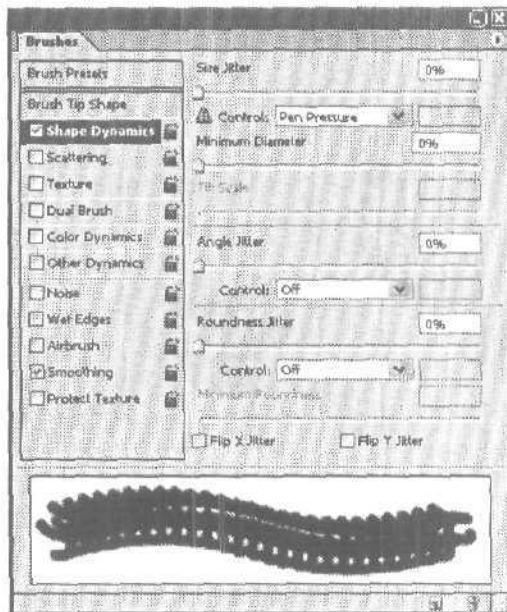 Brushes
Brush Presets
Brush Tip Shape
Shape Dynamics
Scattering
Texture
Dual Brush
Color Dynamics
Other Dynamics
Noise
Wet Edges
Airbrush
Smoothing
Protect Texture
Size Jitter 0%
Control: Pen Pressure
Minimum Diameter 0%
Tilt Scale
Angle Jitter 0%
Control: Off
Roundness Jitter 0%
Control: Off
Minimum Roundness
Flip X Jitter Flip Y Jitter